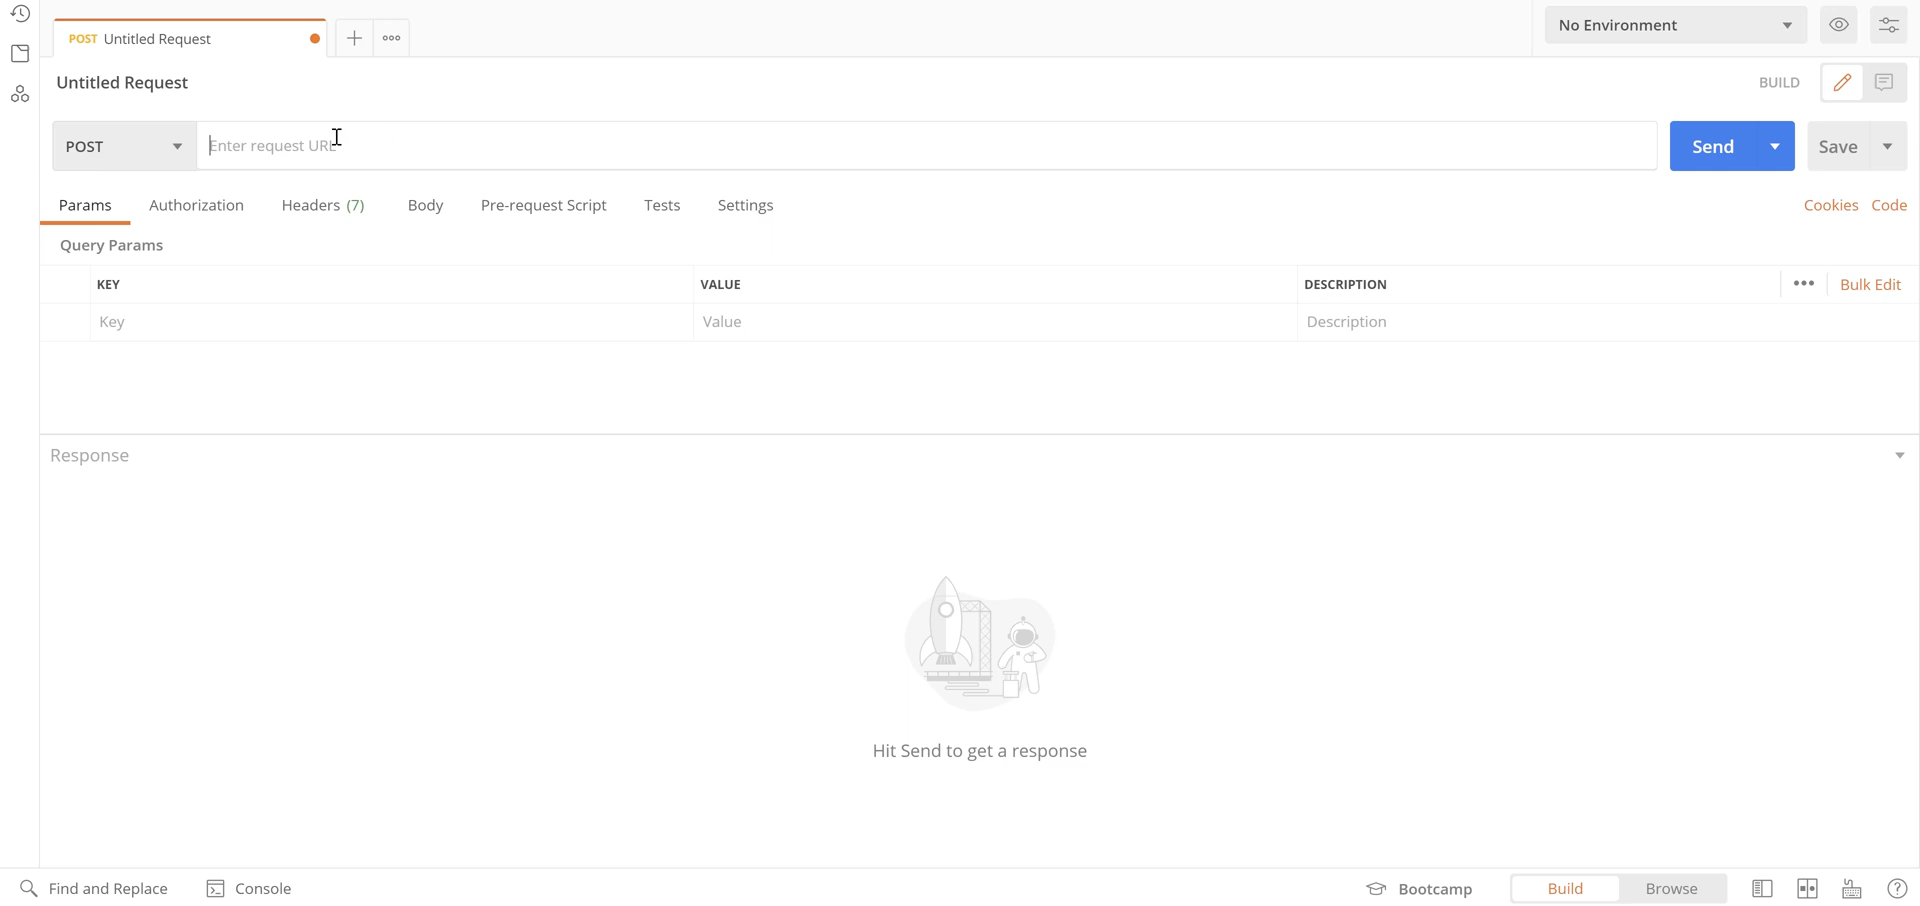 POST Untitled Request
No Environment
Untitled Request
BUILD
POST
Enter request URL
Send
Save
Params Authorization Headers (7) Body Pre-request Script Tests Settings
Cookies Code
Query Params
KEY VALUE DESCRIPTION
Bulk Edit
Key Value Description
Response
Hit Send to get a response
Find and Replace Console
Bootcamp Build Browse